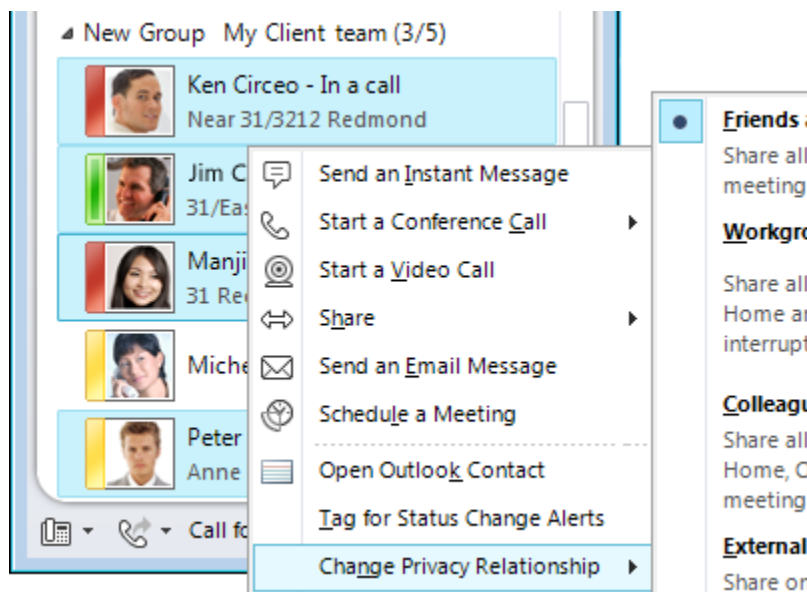 New Group My Client team (3/5)
Ken Circeo - In a call
Near 31/3212 Redmond
Jim C
31/Eas
Manji
31 Re
Miche
Peter
Anne
Call fo
Send an Instant Message
Start a Conference Call
Start a Video Call
Share
Send an Email Message
Schedule a Meeting
Open Outlook Contact
Tag for Status Change Alerts
Change Privacy Relationship
Friends
Share all
meeting
Workgro
Share all
Home an
interrupt
Colleagu
Share all
Home, O
meeting
External
Share on